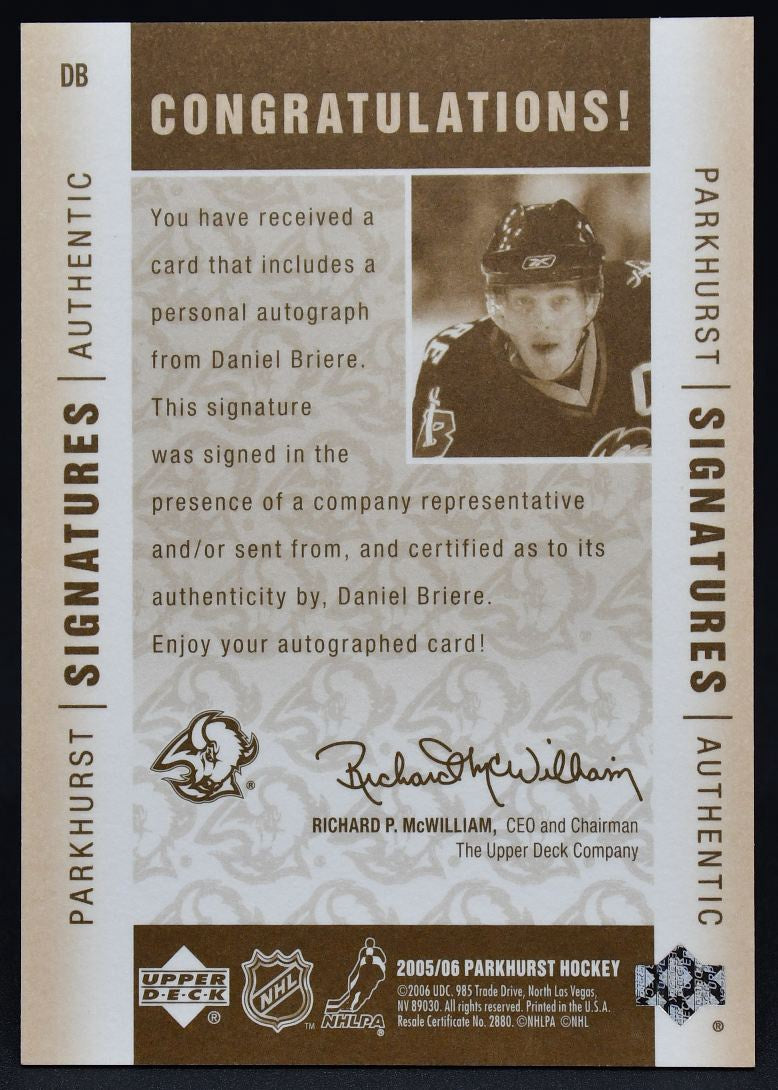 DB
CONGRATULATIONS!
You have received a
card that includes a
personal autograph
from Daniel Briere.
This signature
was signed in the
presence of a company representative
and/or sent from, and certified as to its
authenticity by, Daniel Briere.
Enjoy your autographed card!
PARKHURST | SIGNATURES | AUTHENTIC
PARKHURST | SIGNATURES | AUTHENTIC
Richard McWilliam
RICHARD P. McWILLIAM, CEO and Chairman
The Upper Deck Company
®
UPPER
D·E·C·K
®
NHL
TM
NHLPA
®
2005/06 PARKHURST HOCKEY
©2006 UDC. 985 Trade Drive, North Las Vegas,
NV 89030. All rights reserved. Printed in the U.S.A.
Resale Certificate No. 2880. ©NHLPA ©NHL
®